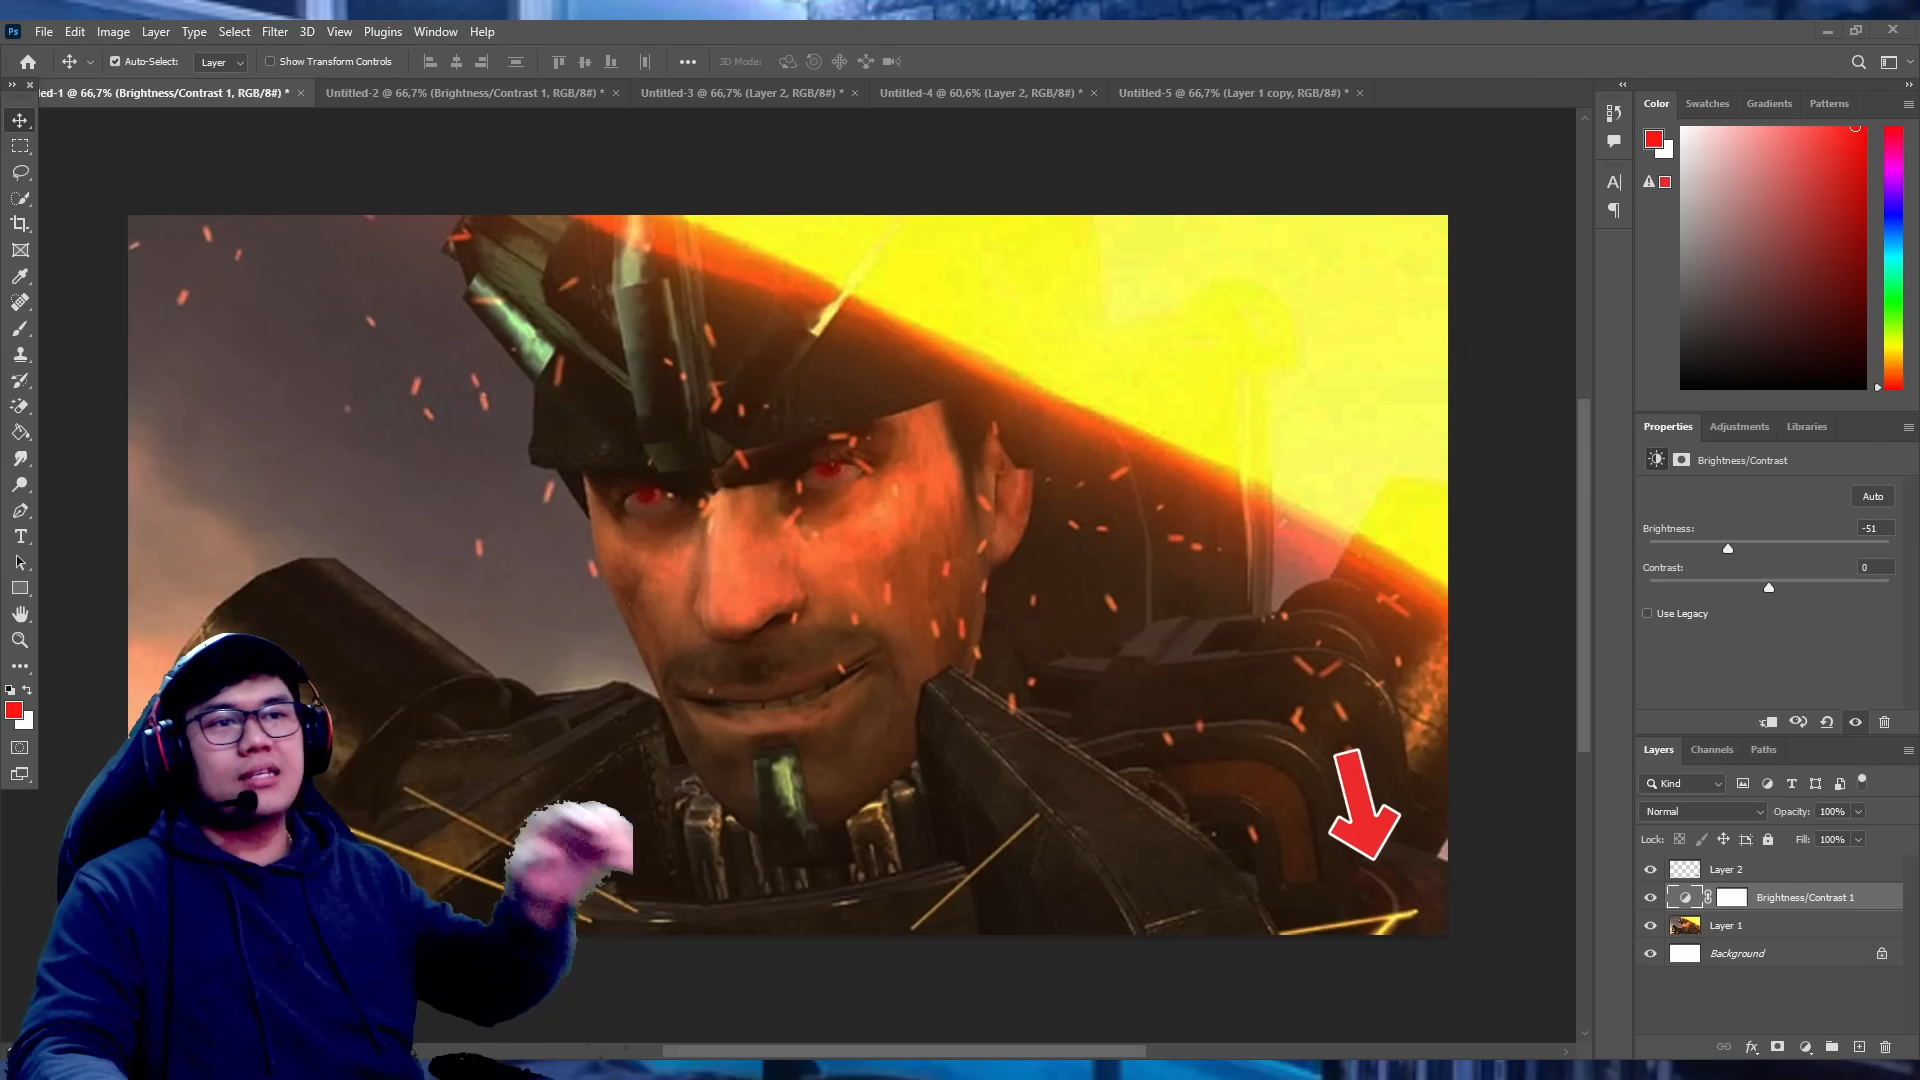 Ps File Edit Image Layer Type Select Filter 3D View Plugins Window Help
Auto-Select: Layer Show Transform Controls ••• 3D Mode:
ed-1 @ 66,7% (Brightness/Contrast 1, RGB/8#) * Untitled-2 @ 66,7% (Brightness/Contrast 1, RGB/8#) * Untitled-3 @ 66,7% (Layer 2, RGB/8#) * Untitled-4 @ 60,6% (Layer 2, RGB/8#) * Untitled-5 @ 66,7% (Layer 1 copy, RGB/8#) *
Color Swatches Gradients Patterns
Properties Adjustments Libraries
Brightness/Contrast
Auto
Brightness: -51
Contrast: 0
Use Legacy
Layers Channels Paths
Kind
Normal Opacity: 100%
Lock: Fill: 100%
Layer 2
Brightness/Contrast 1
Layer 1
Background
fx